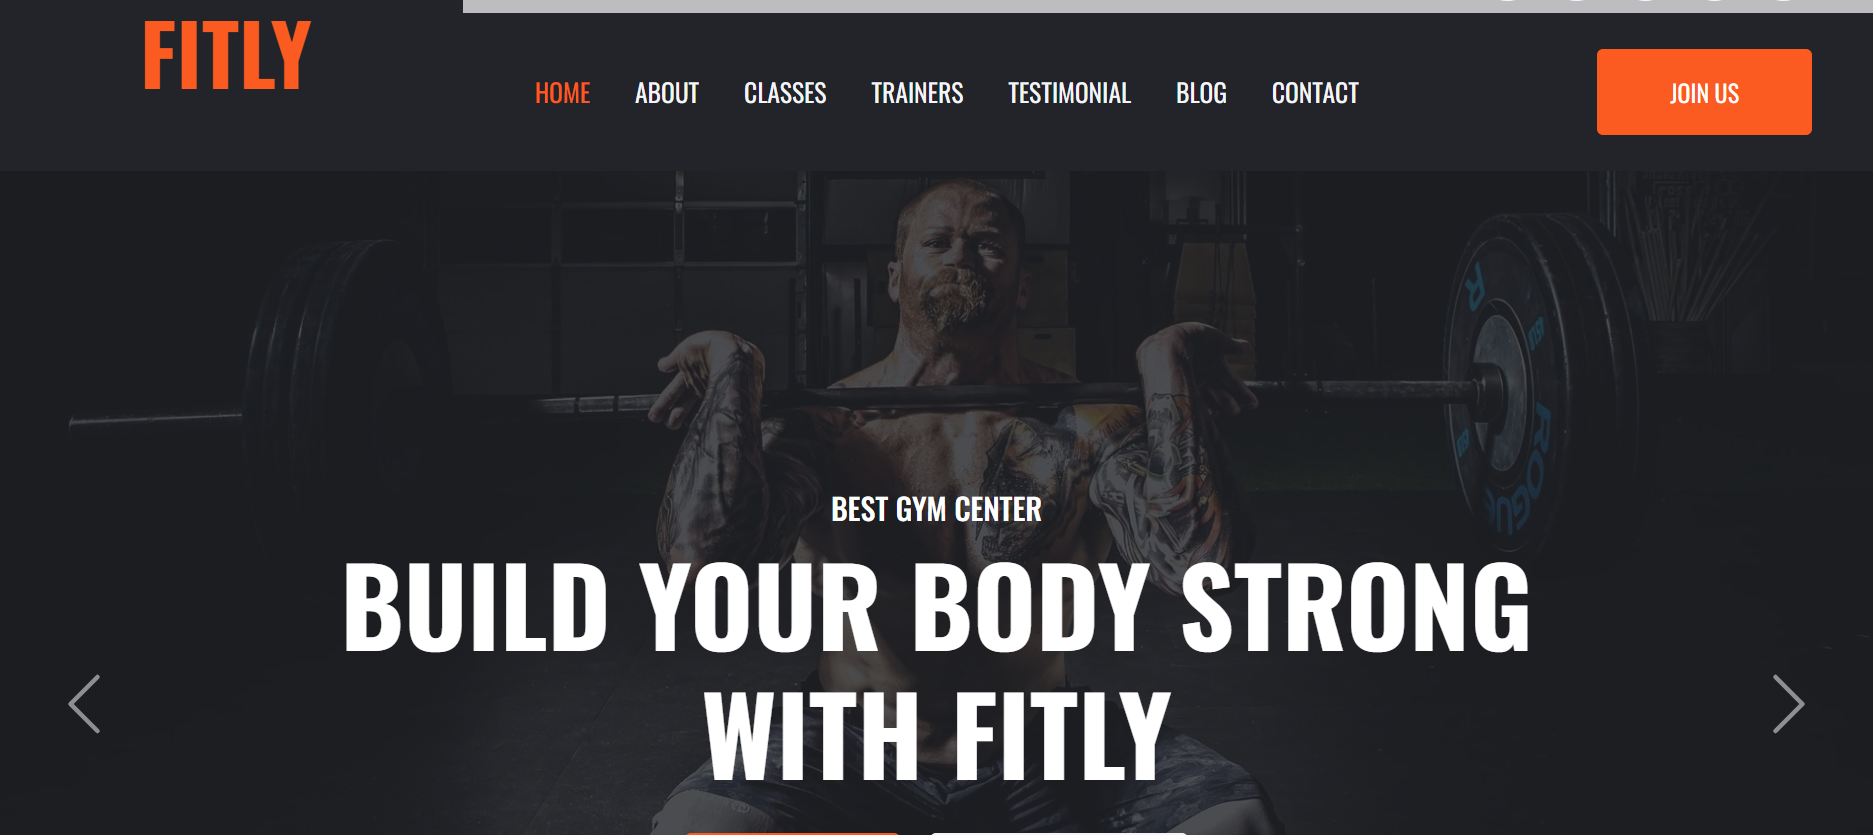 FITLY
HOME ABOUT CLASSES TRAINERS TESTIMONIAL BLOG CONTACT
JOIN US
R
ROGUE
BEST GYM CENTER
BUILD YOUR BODY STRONG
WITH FITLY